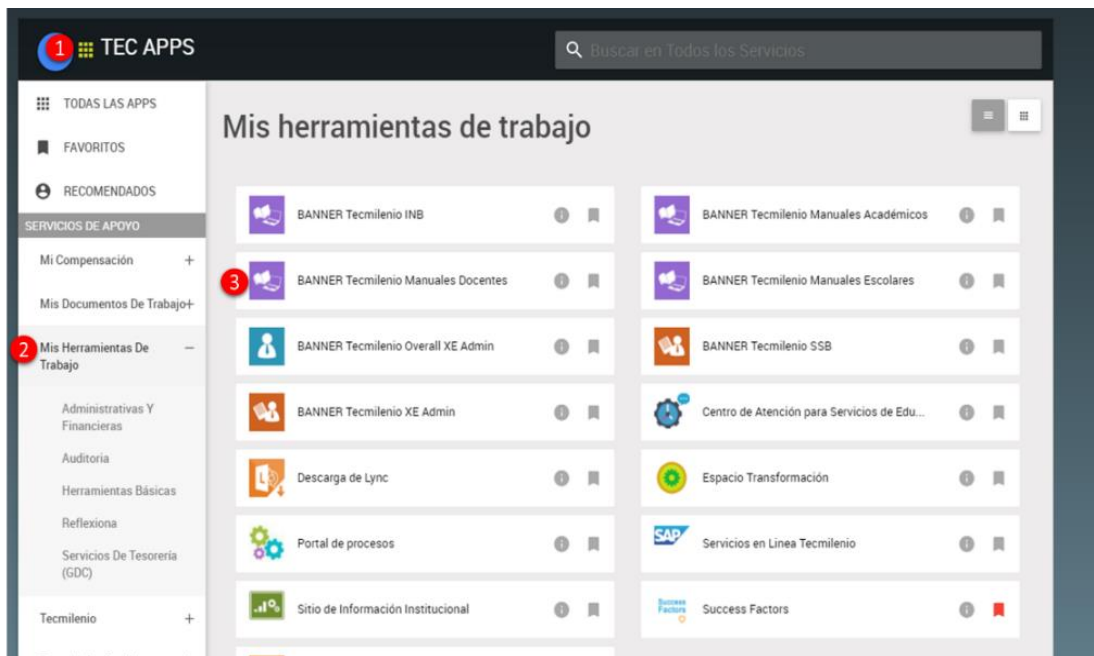 1 TEC APPS
Buscar en Todos los Servicios
TODAS LAS APPS
FAVORITOS
RECOMENDADOS
SERVICIOS DE APOYO
Mi Compensación +
Mis Documentos De Trabajo+
2 Mis Herramientas De —
Trabajo
Administrativas Y
Financieras
Auditoria
Herramientas Básicas
Reflexiona
Servicios De Tesorería
(GDC)
Tecmilenio +
Mis herramientas de trabajo
BANNER Tecmilenio INB
BANNER Tecmilenio Manuales Académicos
3 BANNER Tecmilenio Manuales Docentes
BANNER Tecmilenio Manuales Escolares
BANNER Tecmilenio Overall XE Admin
BANNER Tecmilenio SSB
BANNER Tecmilenio XE Admin
Centro de Atención para Servicios de Edu...
Descarga de Lync
Espacio Transformación
Portal de procesos
SAP Servicios en Linea Tecmilenio
Sitio de Información Institucional
Success
Factors
Success Factors